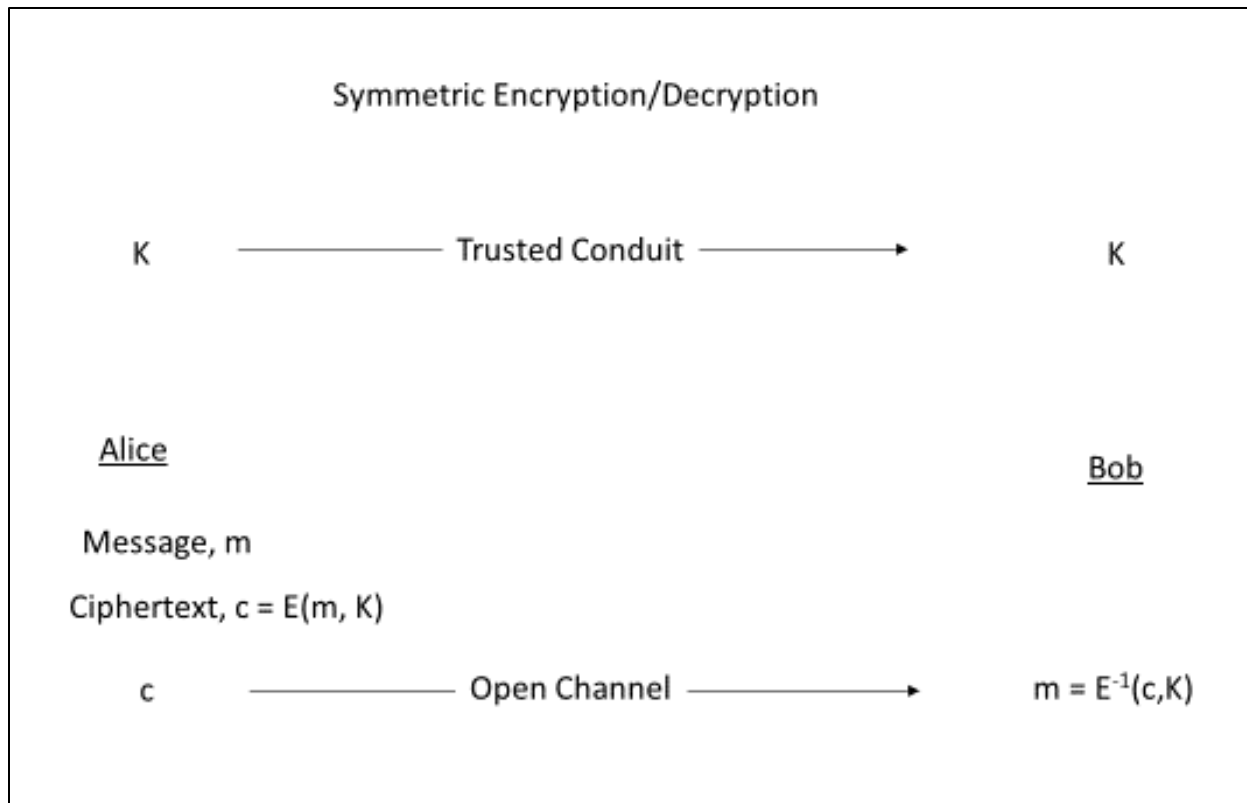 Symmetric Encryption/Decryption
K Trusted Conduit K
Alice
Bob
Message, m
Ciphertext, c = E(m, K)
c Open Channel m = E⁻¹(c,K)